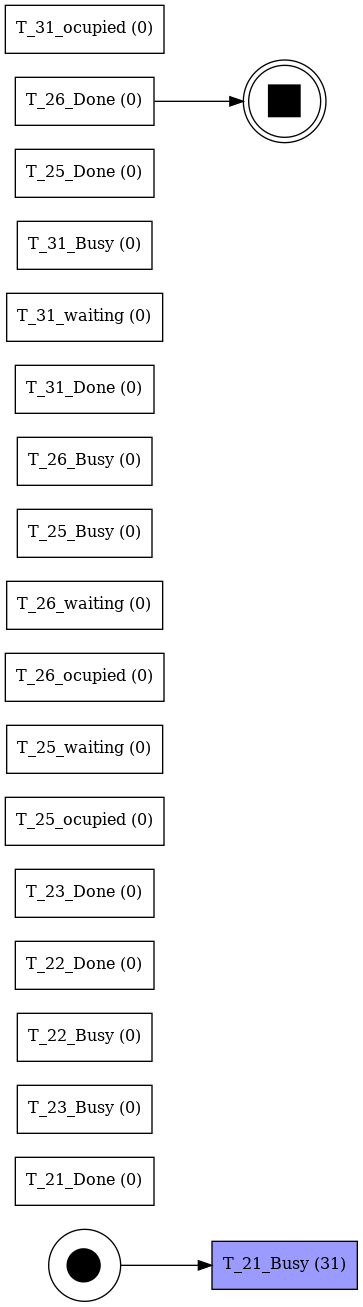 T_31_ocupied (0)
T_26_Done (0)
T_25_Done (0)
T_31_Busy (0)
T_31_waiting (0)
T_31_Done (0)
T_26_Busy (0)
T_25_Busy (0)
T_26_waiting (0)
T_26_ocupied (0)
T_25_waiting (0)
T_25_ocupied (0)
T_23_Done (0)
T_22_Done (0)
T_22_Busy (0)
T_23_Busy (0)
T_21_Done (0)
T_21_Busy (31)